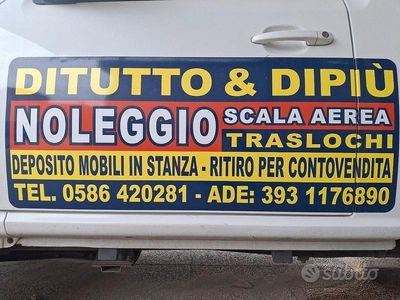 DITUTTO & DIPIÙ
NOLEGGIO SCALA AEREA
TRASLOCHI
DEPOSITO MOBILI IN STANZA - RITIRO PER CONTOVENDITA
TEL. 0586 420281 - ADE: 393 1176890
subito